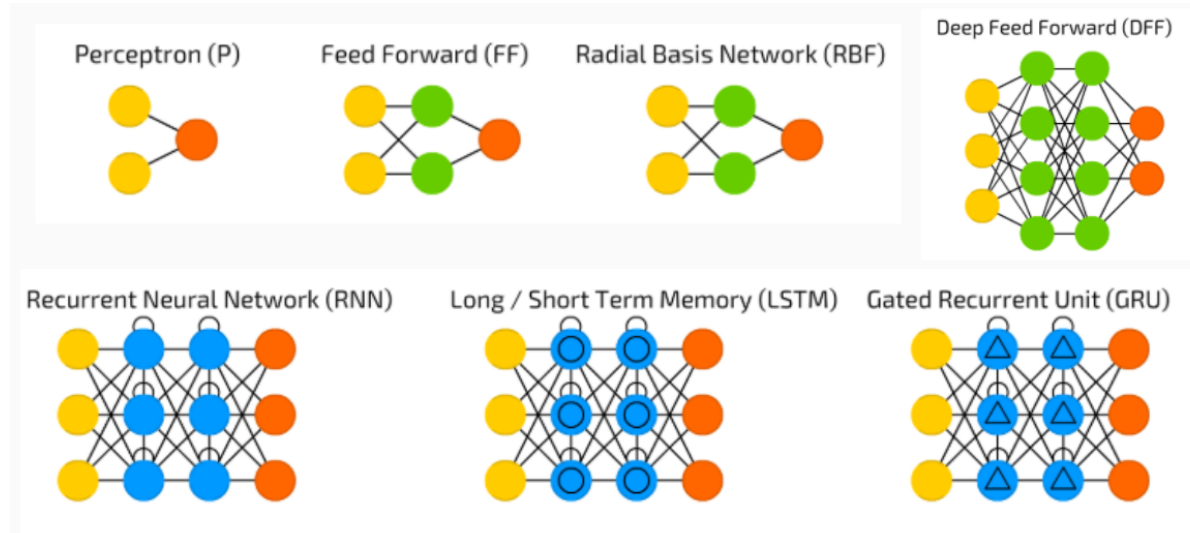 Perceptron (P)
Feed Forward (FF)
Radial Basis Network (RBF)
Deep Feed Forward (DFF)
Recurrent Neural Network (RNN)
Long / Short Term Memory (LSTM)
Gated Recurrent Unit (GRU)